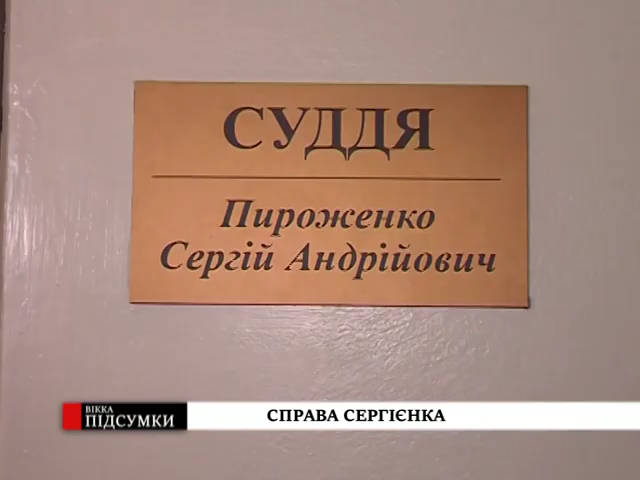 СУДДЯ
Пироженко
Сергій Андрійович
ВІККА
ПІДСУМКИ
СПРАВА СЕРГІЄНКА